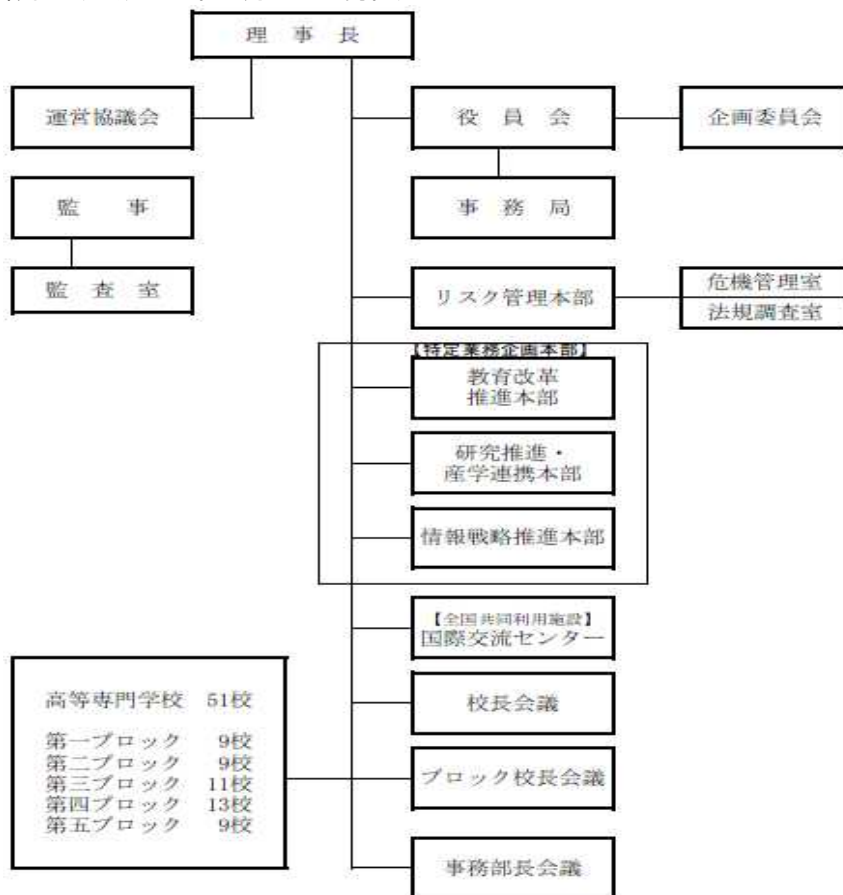 理 事 長
運営協議会
役 員 会
企画委員会
監 事
事 務 局
監 査 室
リスク管理本部
危機管理室
法規調査室
【特定業務企画本部】
教育改革
推進本部
研究推進・
産学連携本部
情報戦略推進本部
【全国共同利用施設】
国際交流センター
高等専門学校 51校
第一ブロック 9校
第二ブロック 9校
第三ブロック 11校
第四ブロック 13校
第五ブロック 9校
校長会議
ブロック校長会議
事務部長会議